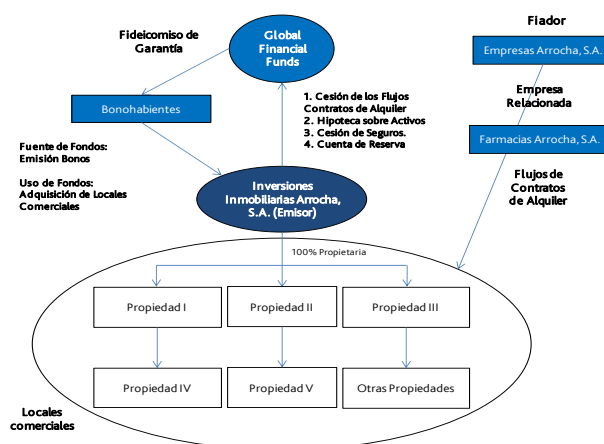 Fiador
Fideicomiso de
Garantía
Global
Financial
Funds
Empresas Arrocha, S.A.
Bonohabientes
1. Cesión de los Flujos
Contratos de Alquiler
2. Hipoteca sobre Activos
3. Cesión de Seguros.
4. Cuenta de Reserva
Empresa
Relacionada
Farmacias Arrocha, S.A.
Fuente de Fondos:
Emisión Bonos
Uso de Fondos:
Adquisición de Locales
Comerciales
Flujos de
Contratos
de Alquiler
Inversiones
Inmobiliarias Arrocha,
S.A. (Emisor)
100% Propietaria
Propiedad I
Propiedad II
Propiedad III
Propiedad IV
Propiedad V
Otras Propiedades
Locales
comerciales